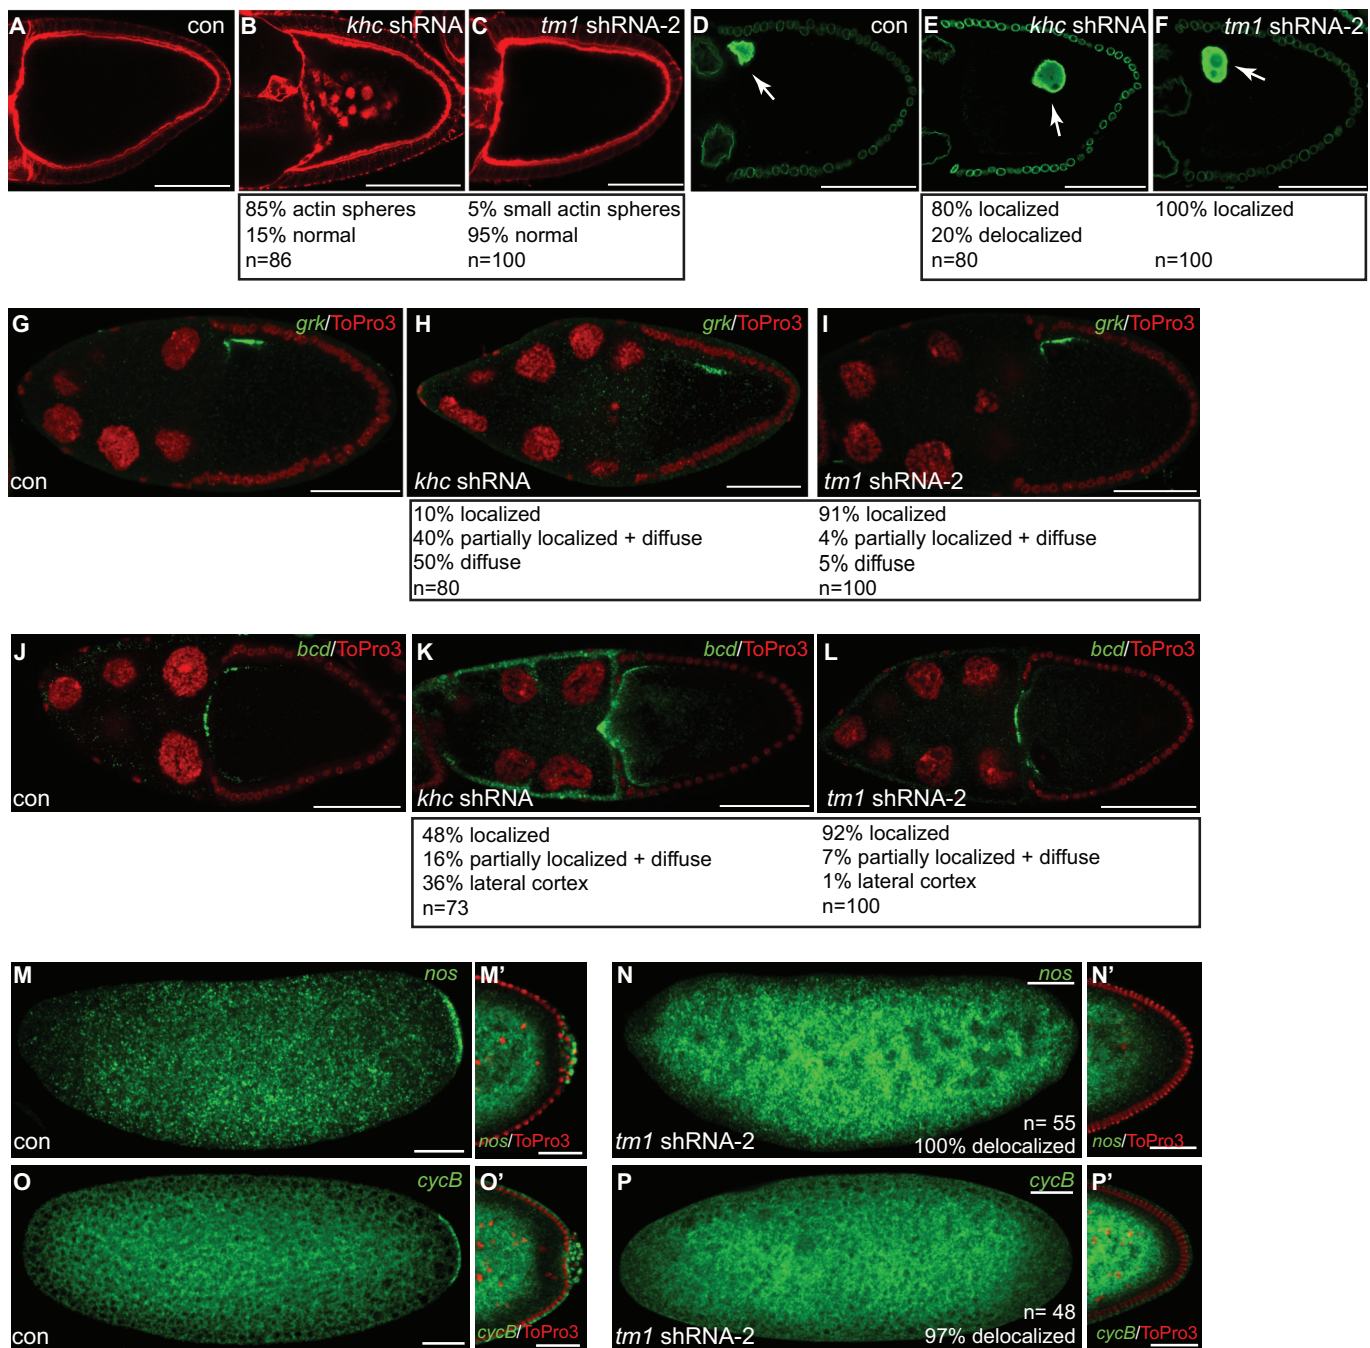 A con
B khc shRNA
C tm1 shRNA-2
D con
E khc shRNA
F tm1 shRNA-2
85% actin spheres
15% normal
n=86
5% small actin spheres
95% normal
n=100
80% localized
20% delocalized
n=80
100% localized
n=100
G grk/ToPro3
con
H grk/ToPro3
khc shRNA
I grk/ToPro3
tm1 shRNA-2
10% localized
40% partially localized + diffuse
50% diffuse
n=80
91% localized
4% partially localized + diffuse
5% diffuse
n=100
J bcd/ToPro3
con
K bcd/ToPro3
khc shRNA
L bcd/ToPro3
tm1 shRNA-2
48% localized
16% partially localized + diffuse
36% lateral cortex
n=73
92% localized
7% partially localized + diffuse
1% lateral cortex
n=100
M nos
con
M'
nos/ToPro3
N nos
n= 55
tm1 shRNA-2 100% delocalized
N'
nos/ToPro3
O cycB
con
O'
cycB/ToPro3
P cycB
n= 48
tm1 shRNA-2 97% delocalized
P'
cycB/ToPro3